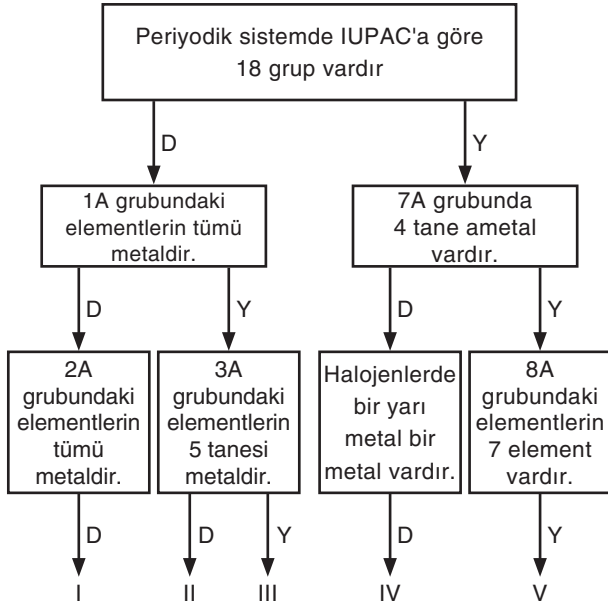 Periyodik sistemde IUPAC'a göre
18 grup vardır
D
Y
1A grubundaki
elementlerin tümü
metaldir.
7A grubunda
4 tane ametal
vardır.
D
Y
D
Y
2A
grubundaki
elementlerin
tümü
metaldir.
3A
grubundaki
elementlerin
5 tanesi
metaldir.
Halojenlerde
bir yarı
metal bir
metal vardır.
8A
grubundaki
elementlerin
7 element
vardır.
D
D
Y
D
Y
I
II
III
IV
V